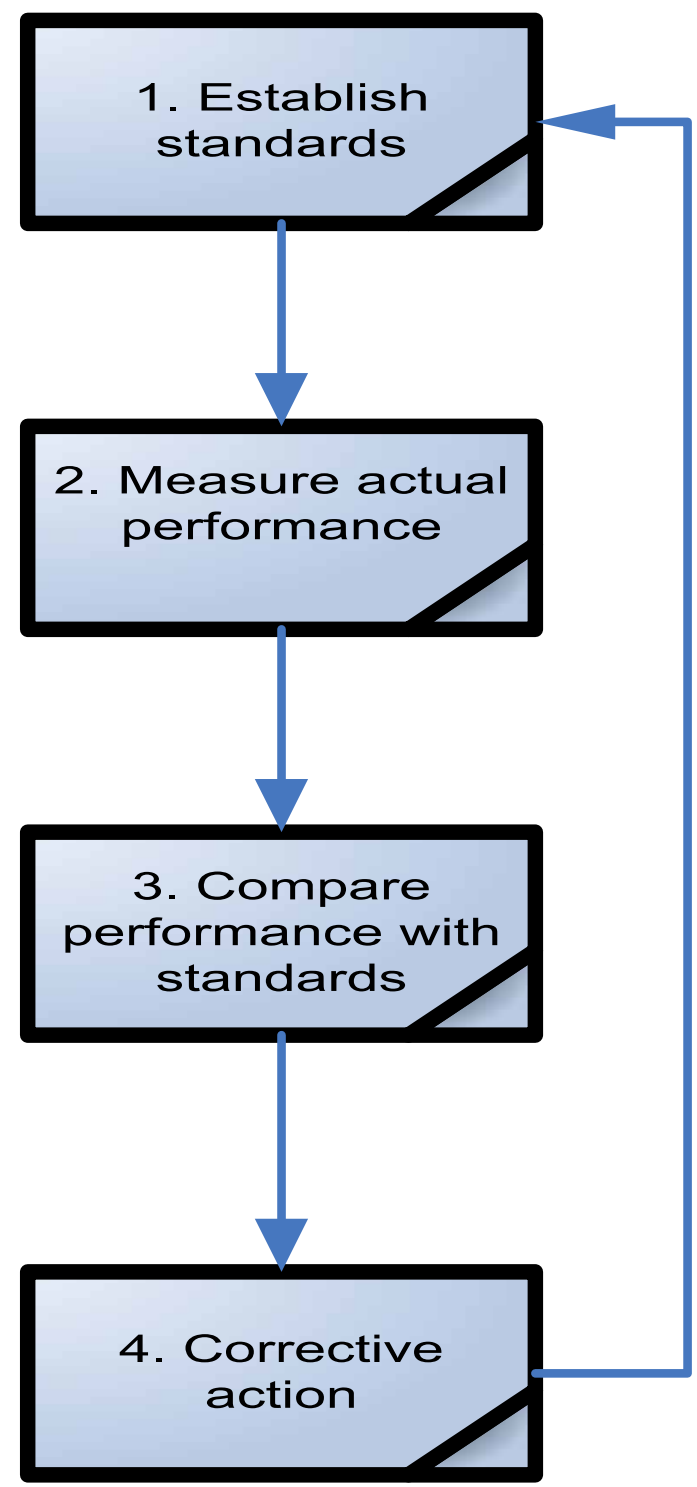 1. Establish
standards
2. Measure actual
performance
3. Compare
performance with
standards
4. Corrective
action